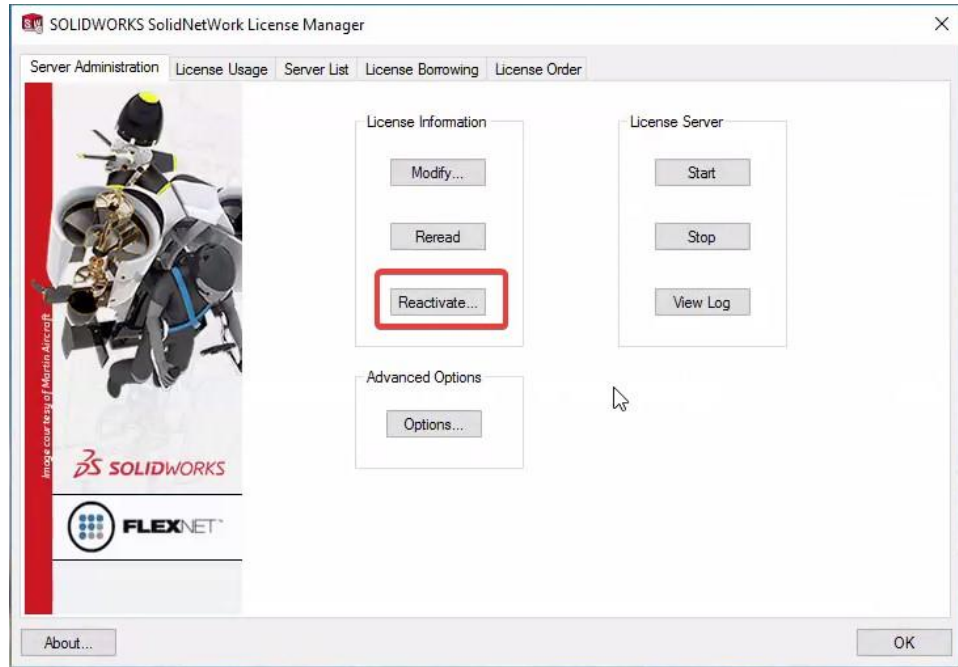 SOLIDWORKS SolidNetWork License Manager
Server Administration
License Usage
Server List
License Borrowing
License Order
License Information
Modify...
Reread
Reactivate...
License Server
Start
Stop
View Log
Advanced Options
Options...
Image courtesy of Martin Aircraft
SOLIDWORKS
FLEXNET
About...
OK